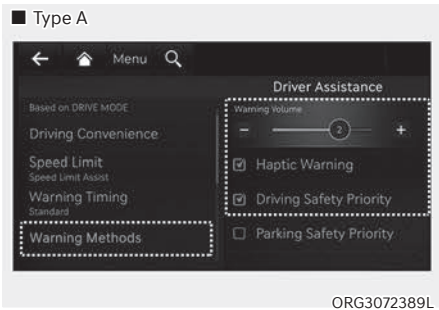 ■ Type A
Menu
Driver Assistance
Based on DRIVE MODE
Driving Convenience
Speed Limit
Speed Limit Assist
Warning Timing
Standard
Warning Methods
Warning Volume
− 2 +
Haptic Warning
Driving Safety Priority
Parking Safety Priority
ORG3072389L